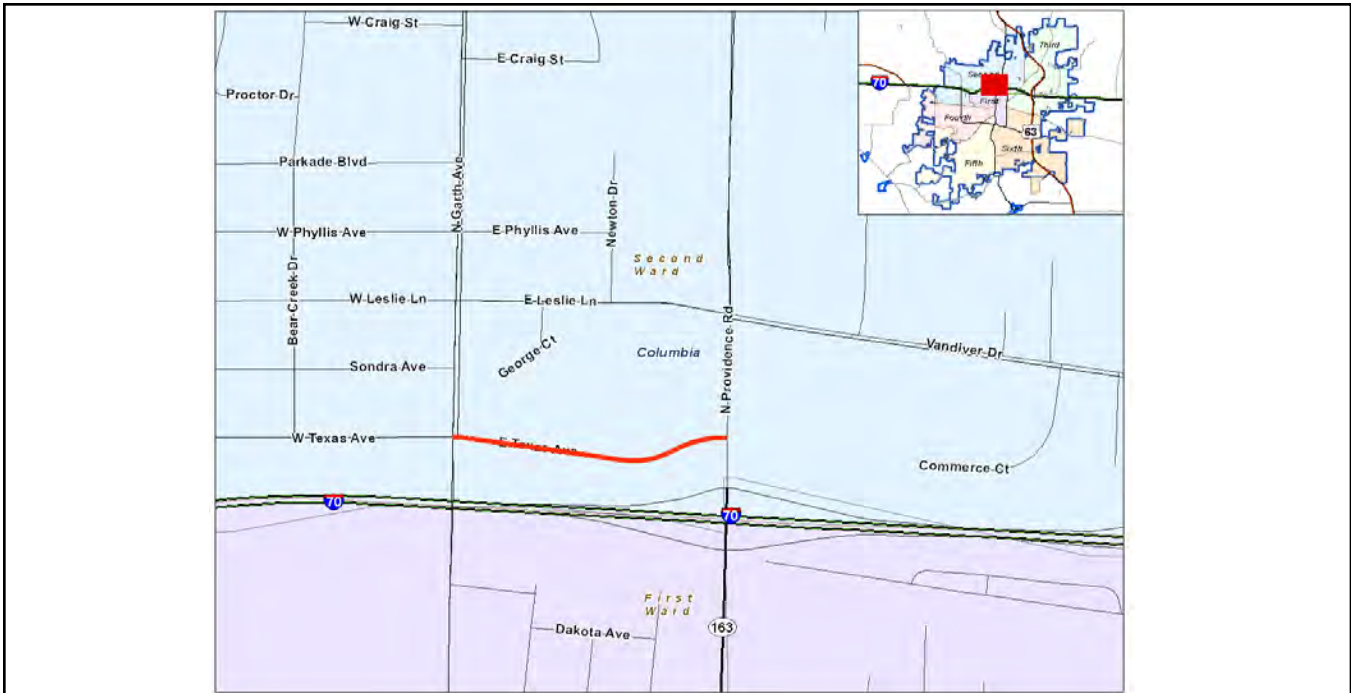 W Craig St
E Craig St
Proctor Dr
Parkade Blvd
N Garth Ave
W Phyllis Ave
E Phyllis Ave
Newton Dr
Second
Ward
Bear Creek Dr
W Leslie Ln
E Leslie Ln
N Providence Rd
George Ct
Columbia
Vandiver Dr
Sondra Ave
W Texas Ave
E Texas Ave
Commerce Ct
70
70
First
Ward
Dakota Ave
163
Third
70
First
Fourth
63
Sixth
Fifth